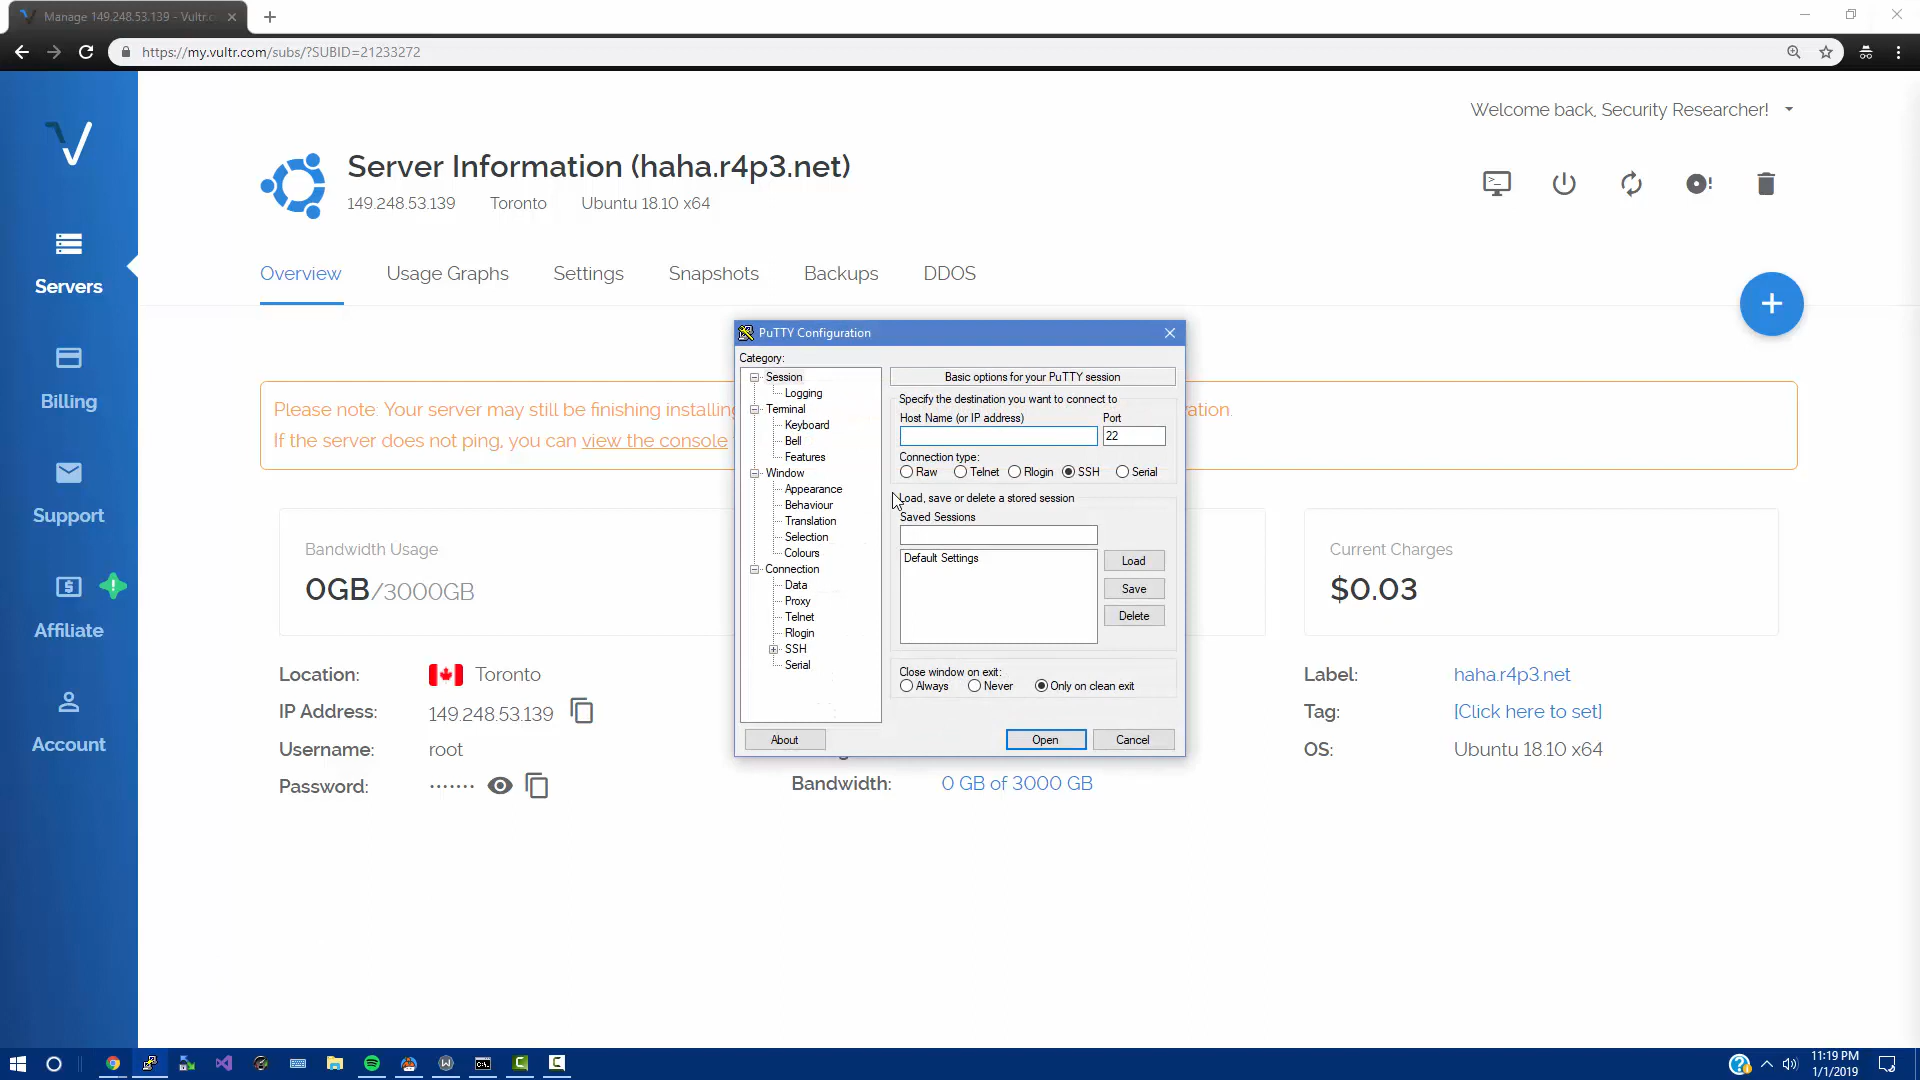 Manage 149.248.53.139 - Vultr.c
https://my.vultr.com/subs/?SUBID=21233272
Welcome back, Security Researcher!
Server Information (haha.r4p3.net)
149.248.53.139 Toronto Ubuntu 18.10 x64
Servers
Billing
Support
Affiliate
Account
Overview Usage Graphs Settings Snapshots Backups DDOS
Please note: Your server may still be finishing installin
ation.
If the server does not ping, you can view the console
Bandwidth Usage
0GB/3000GB
Current Charges
$0.03
Location: Toronto
IP Address: 149.248.53.139
Username: root
Password: ·······
Bandwidth: 0 GB of 3000 GB
Label: haha.r4p3.net
Tag: [Click here to set]
OS: Ubuntu 18.10 x64
PuTTY Configuration
Category:
Session
Logging
Terminal
Keyboard
Bell
Features
Window
Appearance
Behaviour
Translation
Selection
Colours
Connection
Data
Proxy
Telnet
Rlogin
SSH
Serial
Basic options for your PuTTY session
Specify the destination you want to connect to
Host Name (or IP address) Port
22
Connection type:
Raw Telnet Rlogin SSH Serial
Load, save or delete a stored session
Saved Sessions
Default Settings
Load
Save
Delete
Close window on exit:
Always Never Only on clean exit
About Open Cancel
11:19 PM
1/1/2019